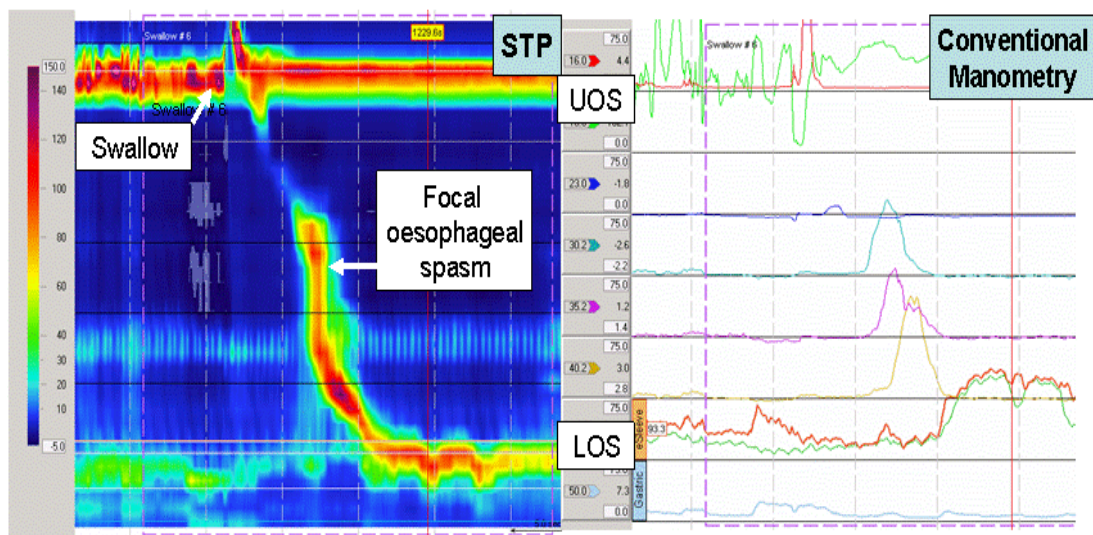 Swallow # 6
1229.6s
STP
150.0
140
120
100
80
60
40
30
20
10
-5.0
Swallow # 6
Swallow
Focal
oesophageal
spasm
UOS
LOS
75.0
16.0
4.4
0.0
75.0
23.0
-1.8
0.0
75.0
30.2
-2.6
-2.2
75.0
35.2
1.2
1.4
75.0
40.2
3.0
2.8
75.0
eSleeve
93.3
Gastric
50.0
7.3
0.0
Swallow # 6
Conventional
Manometry